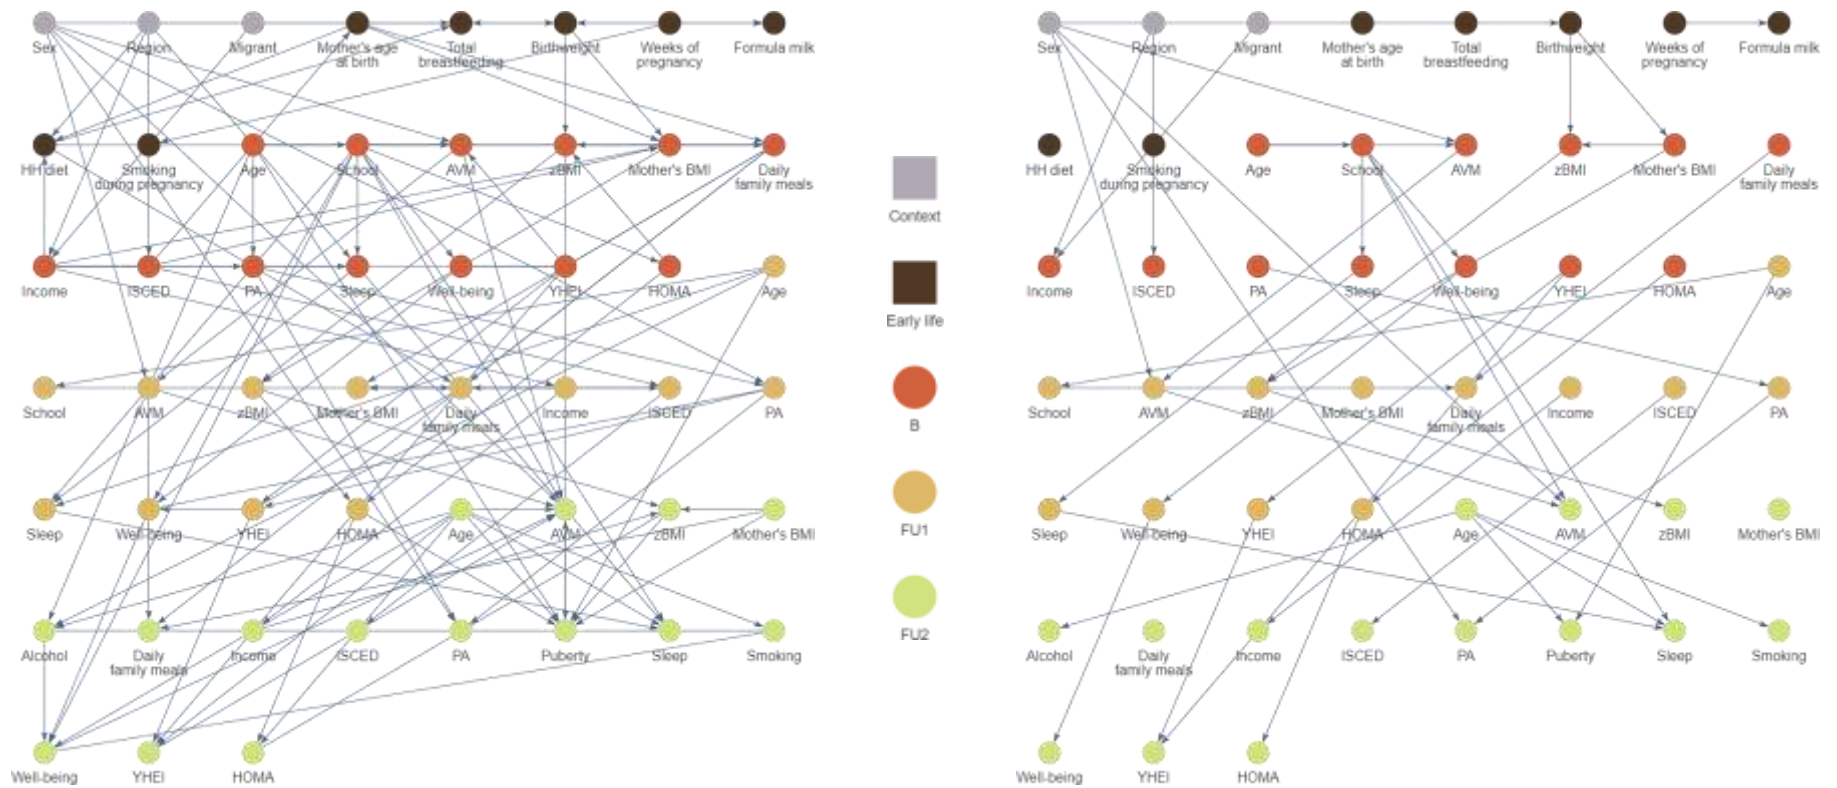 Sex Region Migrant Mother's age at birth Total breastfeeding Birthweight Weeks of pregnancy Formula milk
HH diet Smoking during pregnancy Age School AVM zBMI Mother's BMI Daily family meals
Income ISCED PA Sleep Well-being YHEI HOMA Age
School AVM zBMI Mother's BMI Daily family meals Income ISCED PA
Sleep Well-being YHEI HOMA Age AVM zBMI Mother's BMI
Alcohol Daily family meals Income ISCED PA Puberty Sleep Smoking
Well-being YHEI HOMA
Context
Early life
B
FU1
FU2
Sex Region Migrant Mother's age at birth Total breastfeeding Birthweight Weeks of pregnancy Formula milk
HH diet Smoking during pregnancy Age School AVM zBMI Mother's BMI Daily family meals
Income ISCED PA Sleep Well-being YHEI HOMA Age
School AVM zBMI Mother's BMI Daily family meals Income ISCED PA
Sleep Well-being YHEI HOMA Age AVM zBMI Mother's BMI
Alcohol Daily family meals Income ISCED PA Puberty Sleep Smoking
Well-being YHEI HOMA